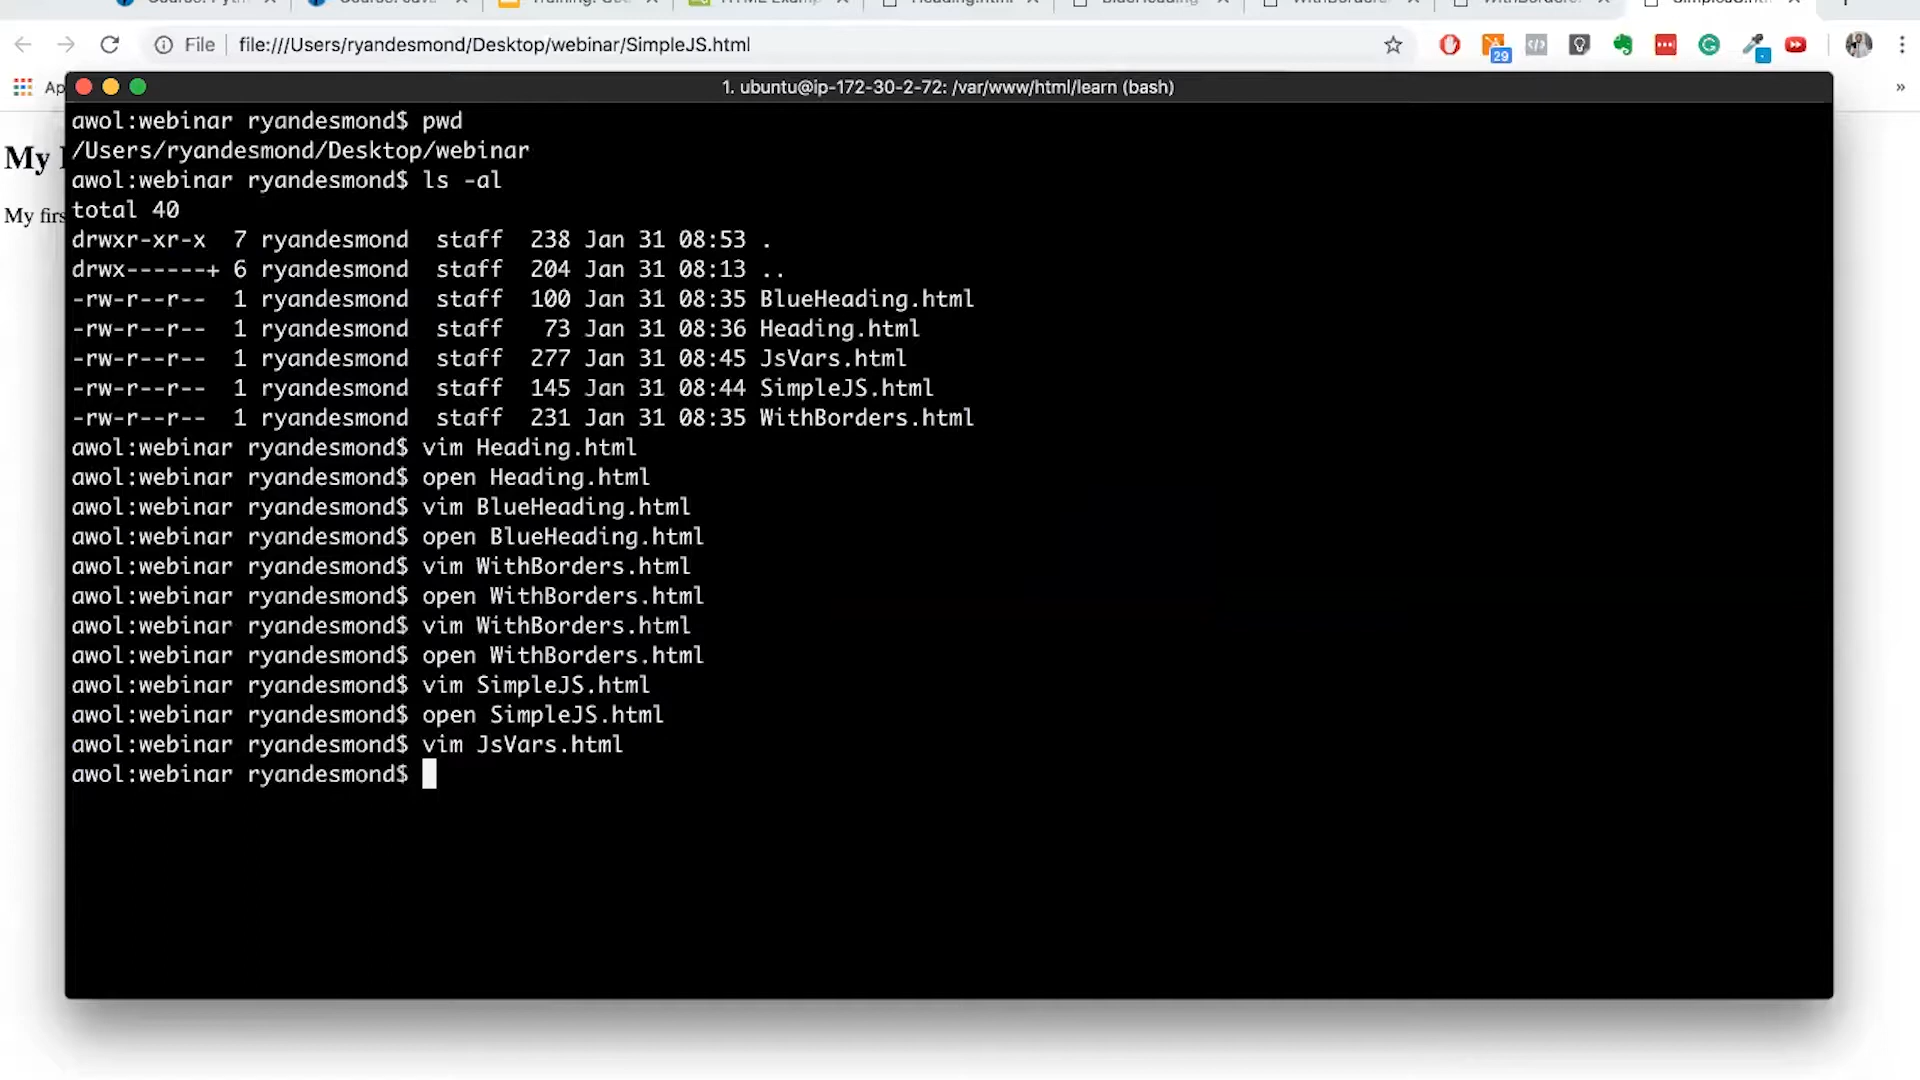 HTML Examp
Heading.html
File file:///Users/ryandesmond/Desktop/webinar/SimpleJS.html
29
Ap
»
1. ubuntu@ip-172-30-2-72: /var/www/html/learn (bash)
My
My firs
awol:webinar ryandesmond$ pwd
/Users/ryandesmond/Desktop/webinar
awol:webinar ryandesmond$ ls -al
total 40
drwxr-xr-x 7 ryandesmond staff 238 Jan 31 08:53 .
drwx------+ 6 ryandesmond staff 204 Jan 31 08:13 ..
-rw-r--r-- 1 ryandesmond staff 100 Jan 31 08:35 BlueHeading.html
-rw-r--r-- 1 ryandesmond staff 73 Jan 31 08:36 Heading.html
-rw-r--r-- 1 ryandesmond staff 277 Jan 31 08:45 JsVars.html
-rw-r--r-- 1 ryandesmond staff 145 Jan 31 08:44 SimpleJS.html
-rw-r--r-- 1 ryandesmond staff 231 Jan 31 08:35 WithBorders.html
awol:webinar ryandesmond$ vim Heading.html
awol:webinar ryandesmond$ open Heading.html
awol:webinar ryandesmond$ vim BlueHeading.html
awol:webinar ryandesmond$ open BlueHeading.html
awol:webinar ryandesmond$ vim WithBorders.html
awol:webinar ryandesmond$ open WithBorders.html
awol:webinar ryandesmond$ vim WithBorders.html
awol:webinar ryandesmond$ open WithBorders.html
awol:webinar ryandesmond$ vim SimpleJS.html
awol:webinar ryandesmond$ open SimpleJS.html
awol:webinar ryandesmond$ vim JsVars.html
awol:webinar ryandesmond$